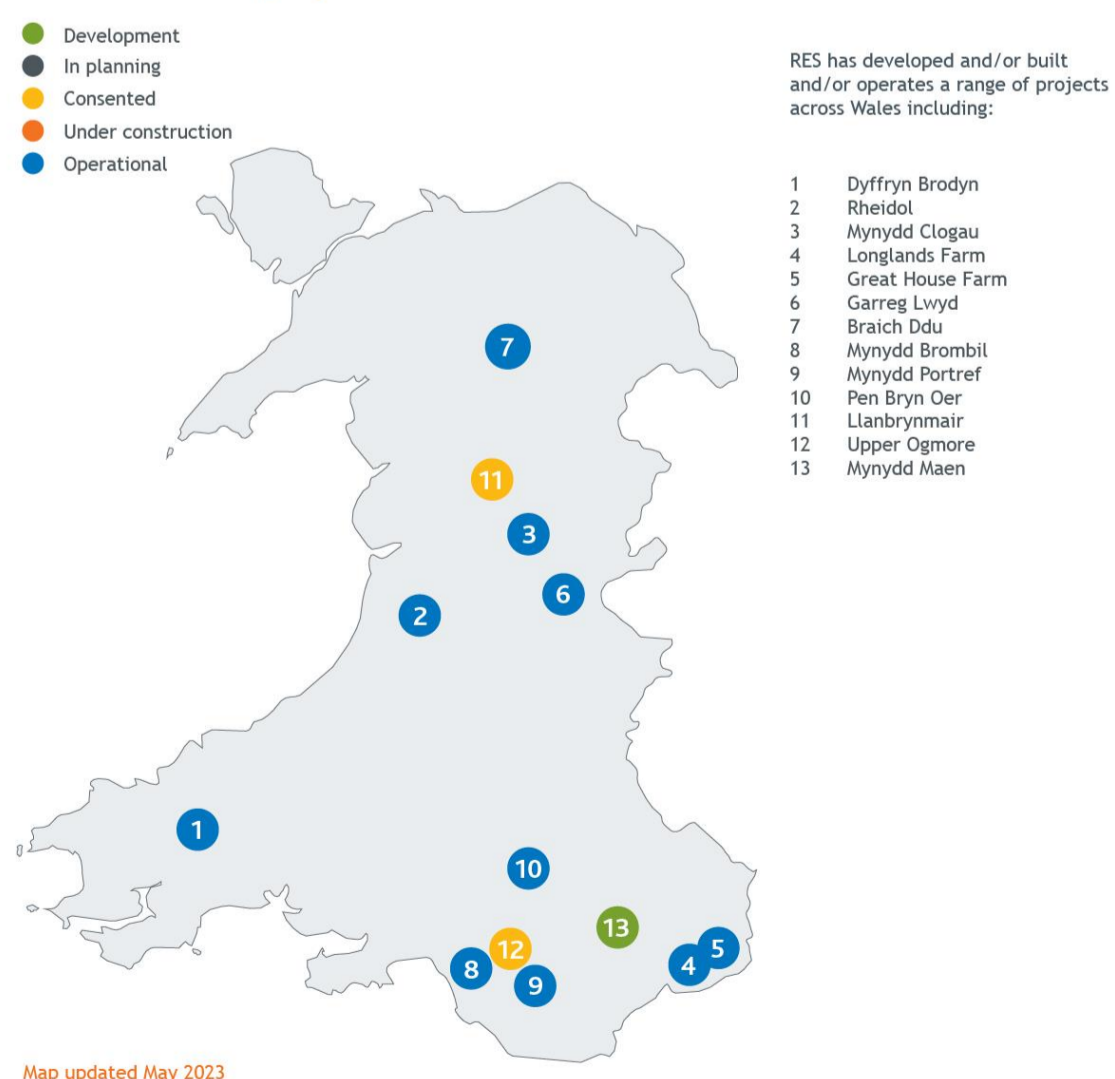 Development
In planning
Consented
Under construction
Operational
RES has developed and/or built
and/or operates a range of projects
across Wales including:
1 Dyffryn Brodyn
2 Rheidol
3 Mynydd Clogau
4 Longlands Farm
5 Great House Farm
6 Garreg Lwyd
7 Braich Ddu
8 Mynydd Brombil
9 Mynydd Portref
10 Pen Bryn Oer
11 Llanbrynmair
12 Upper Ogmore
13 Mynydd Maen
7
11
3
6
2
1
10
13
12
5
8
4
9
Map updated May 2023